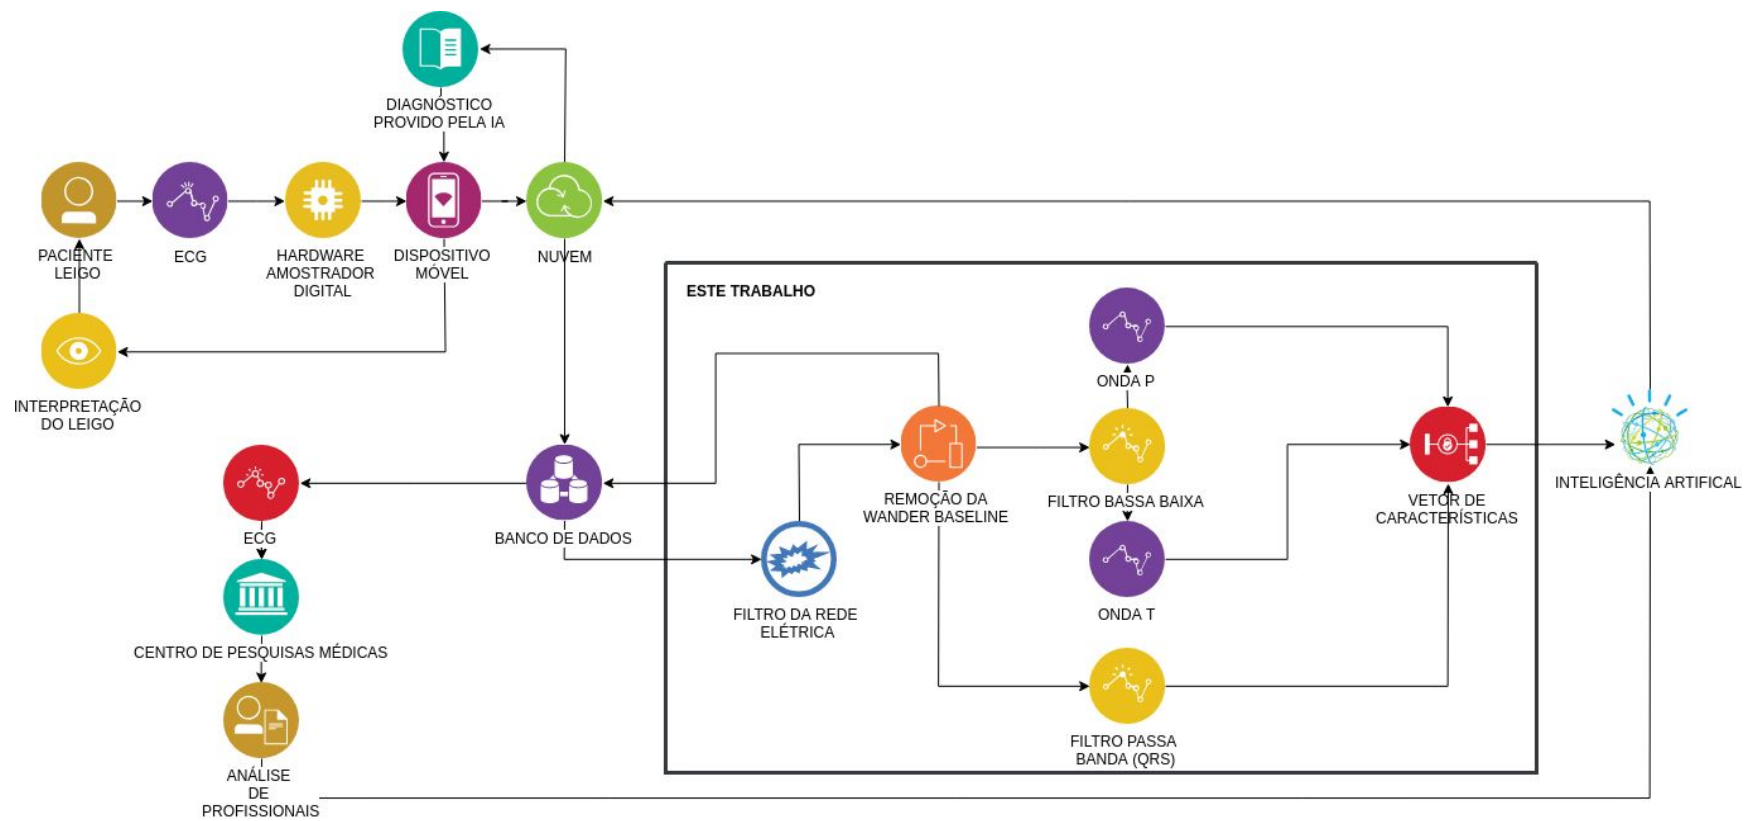 DIAGNÓSTICO
PROVIDO PELA IA
PACIENTE
LEIGO
ECG
HARDWARE
AMOSTRADOR
DIGITAL
DISPOSITIVO
MÓVEL
NUVEM
ESTE TRABALHO
INTERPRETAÇÃO
DO LEIGO
ONDA P
ECG
BANCO DE DADOS
REMOÇÃO DA
WANDER BASELINE
FILTRO BASSA BAIXA
VETOR DE
CARACTERÍSTICAS
INTELIGÊNCIA ARTIFICAL
FILTRO DA REDE
ELÉTRICA
ONDA T
CENTRO DE PESQUISAS MÉDICAS
FILTRO PASSA
BANDA (QRS)
ANÁLISE
DE
PROFISSIONAIS